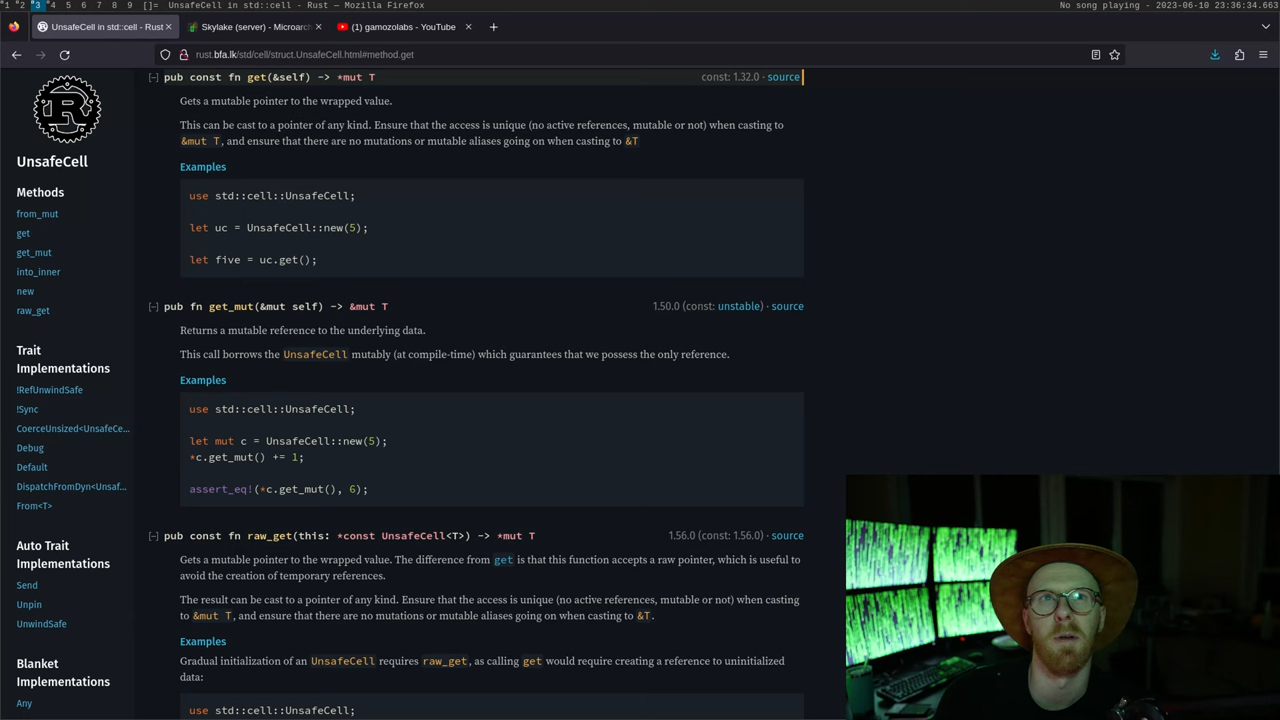 1 2 3 4 5 6 7 8 9 []= UnsafeCell in std::cell - Rust — Mozilla Firefox No song playing - 2023-06-10 23:36:34.663
UnsafeCell in std::cell - Rust Skylake (server) - Microarch (1) gamozolabs - YouTube
rust.bfa.lk/std/cell/struct.UnsafeCell.html#method.get
UnsafeCell
Methods
from_mut
get
get_mut
into_inner
new
raw_get
Trait
Implementations
!RefUnwindSafe
!Sync
CoerceUnsized<UnsafeCe...
Debug
Default
DispatchFromDyn<Unsaf...
From<T>
Auto Trait
Implementations
Send
Unpin
UnwindSafe
Blanket
Implementations
Any
[−] pub const fn get(&self) -> *mut T const: 1.32.0 · source
Gets a mutable pointer to the wrapped value.
This can be cast to a pointer of any kind. Ensure that the access is unique (no active references, mutable or not) when casting to
&mut T, and ensure that there are no mutations or mutable aliases going on when casting to &T
Examples
use std::cell::UnsafeCell;
let uc = UnsafeCell::new(5);
let five = uc.get();
[−] pub fn get_mut(&mut self) -> &mut T 1.50.0 (const: unstable) · source
Returns a mutable reference to the underlying data.
This call borrows the UnsafeCell mutably (at compile-time) which guarantees that we possess the only reference.
Examples
use std::cell::UnsafeCell;
let mut c = UnsafeCell::new(5);
*c.get_mut() += 1;
assert_eq!(*c.get_mut(), 6);
[−] pub const fn raw_get(this: *const UnsafeCell<T>) -> *mut T 1.56.0 (const: 1.56.0) · source
Gets a mutable pointer to the wrapped value. The difference from get is that this function accepts a raw pointer, which is useful to
avoid the creation of temporary references.
The result can be cast to a pointer of any kind. Ensure that the access is unique (no active references, mutable or not) when casting
to &mut T, and ensure that there are no mutations or mutable aliases going on when casting to &T.
Examples
Gradual initialization of an UnsafeCell requires raw_get, as calling get would require creating a reference to uninitialized
data:
use std::cell::UnsafeCell;